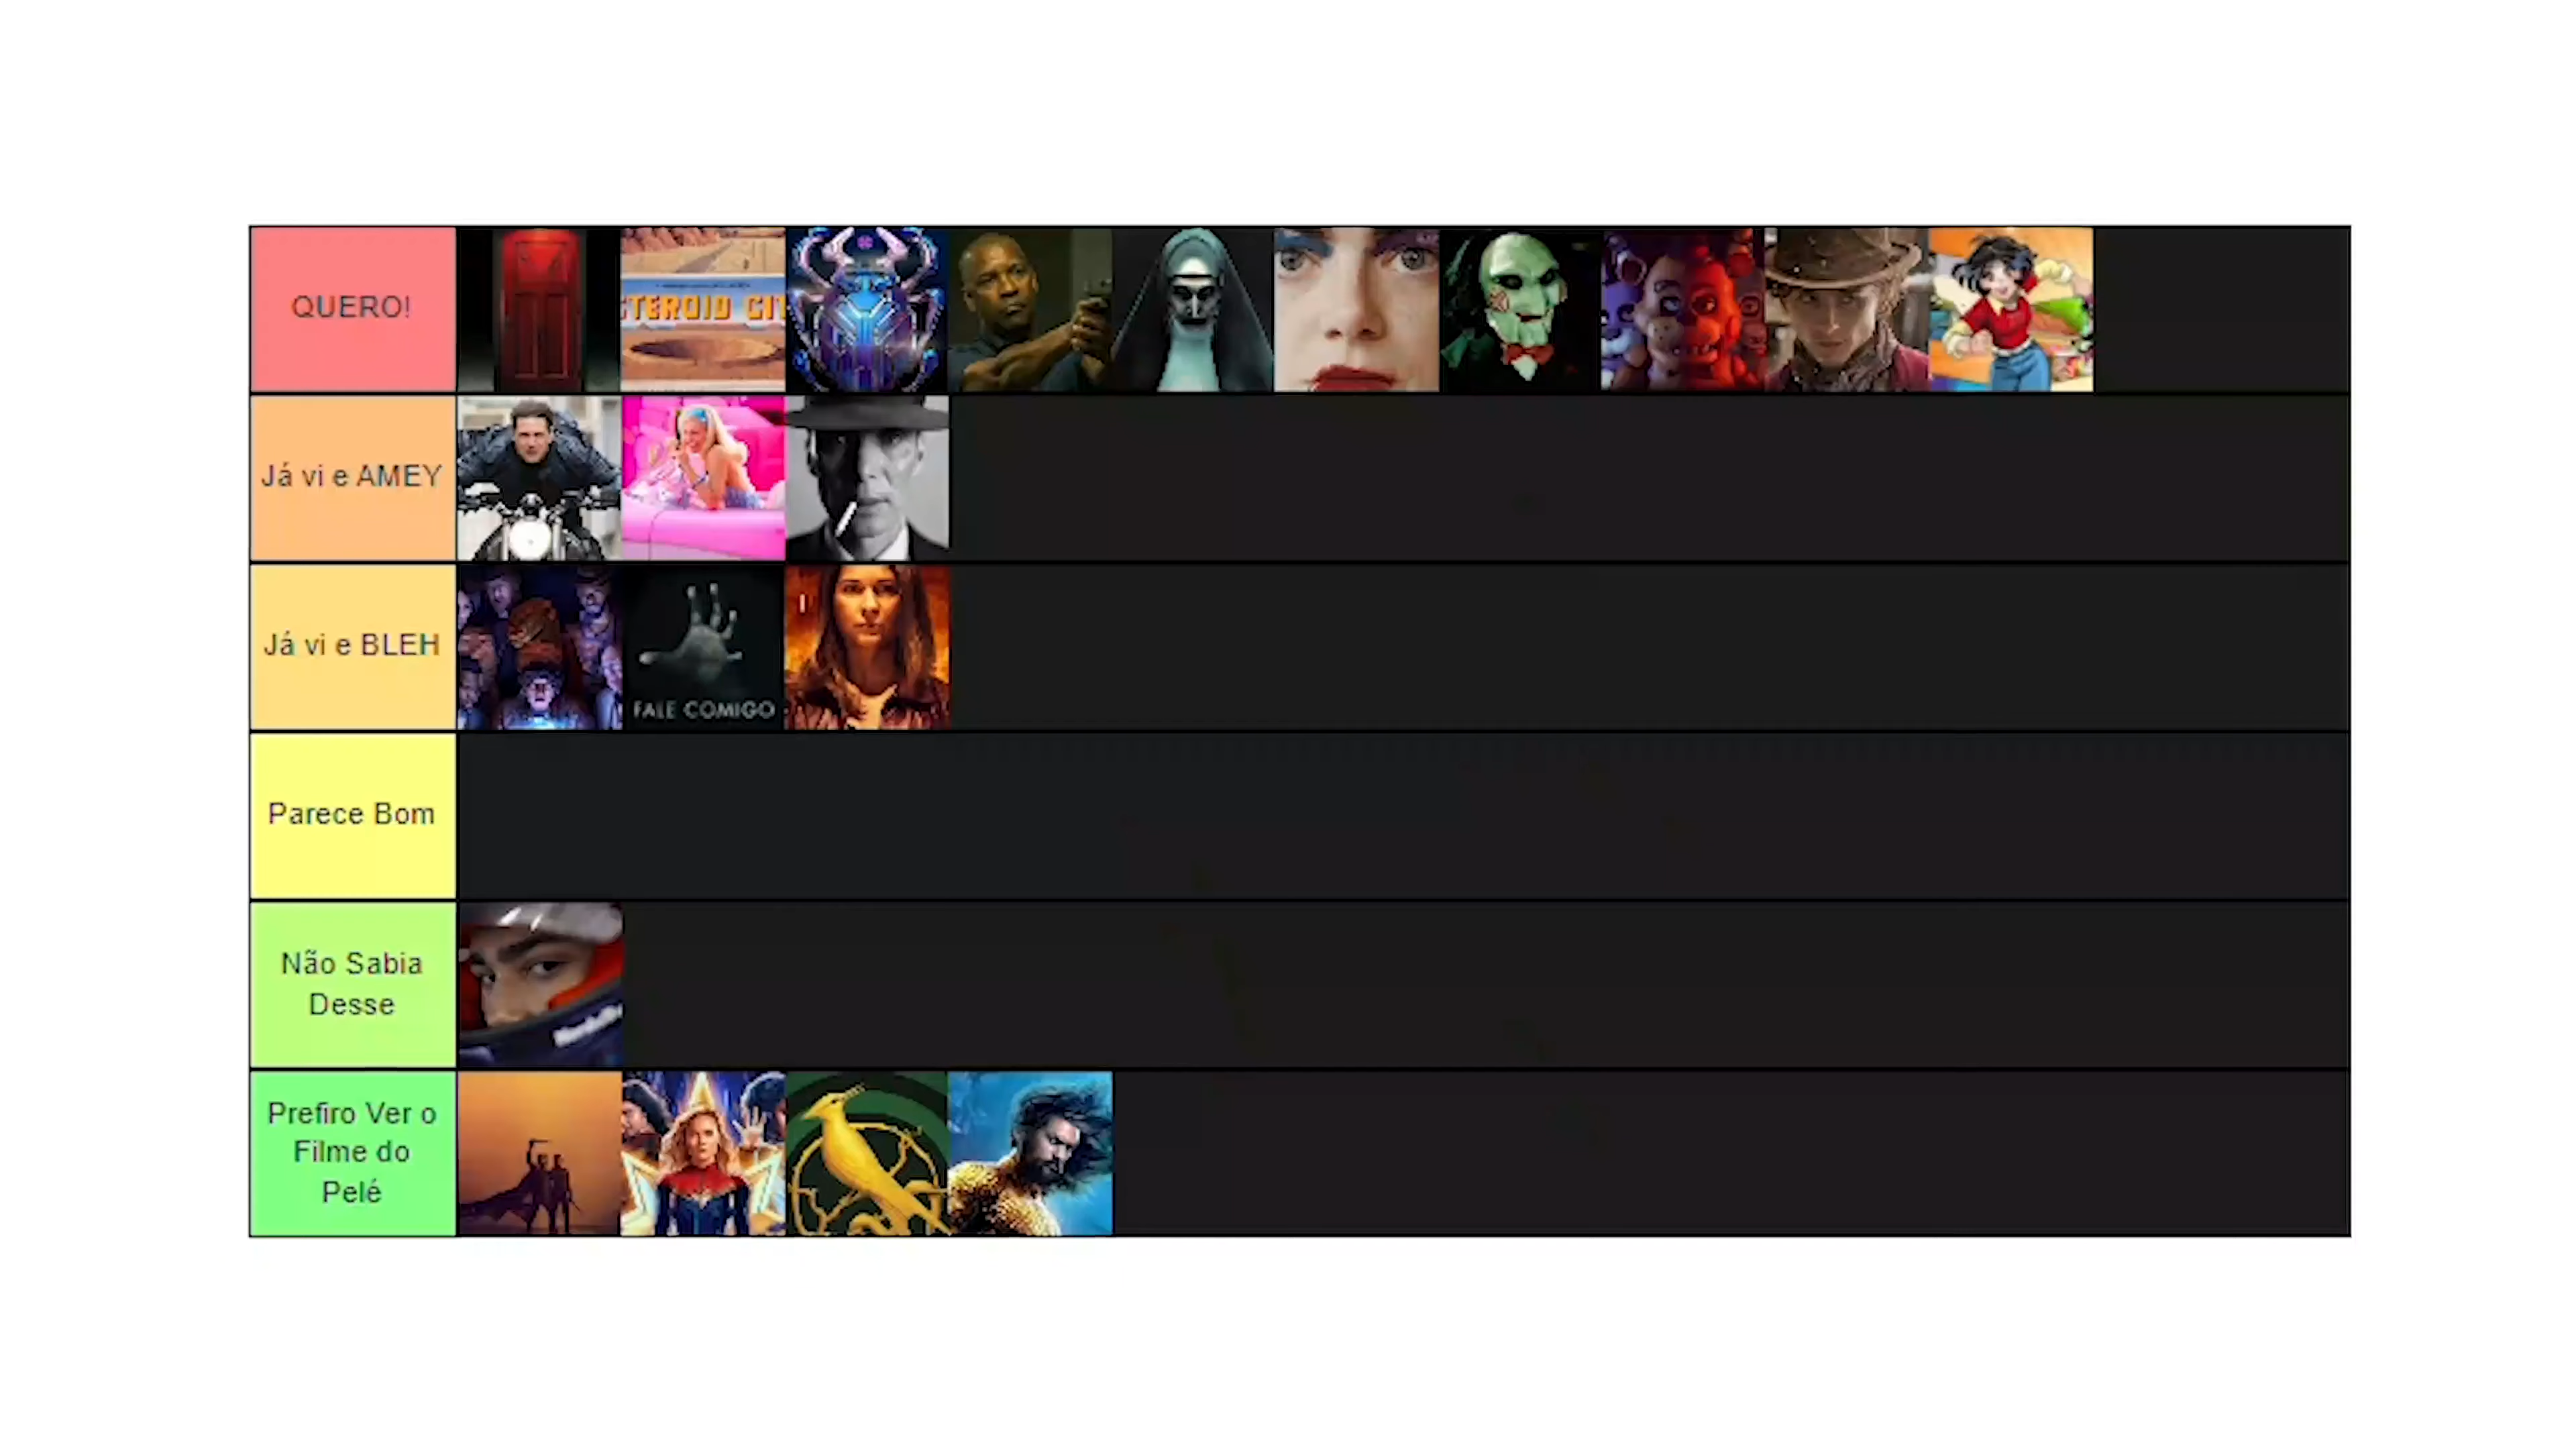 QUERO!
STEROID CIT
Já vi e AMEY
Já vi e BLEH
FALE COMIGO
Parece Bom
Não Sabia
Desse
Prefiro Ver o
Filme do
Pelé